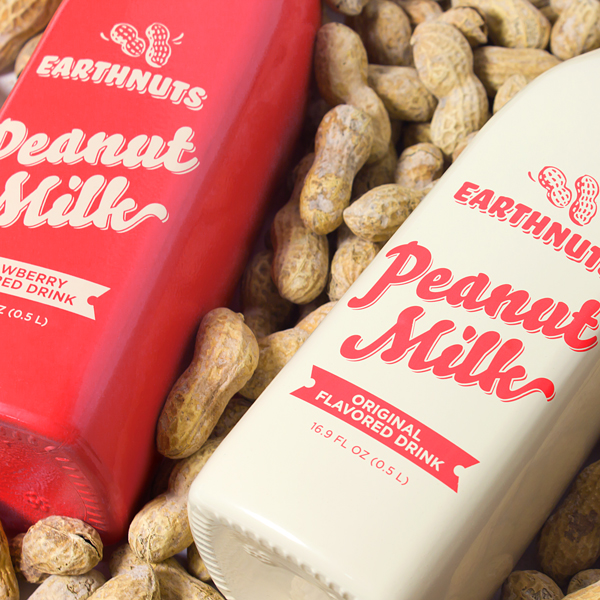 EARTHNUTS
Peanut
Milk
WBERRY
RED DRINK
Z (0.5 L)
EARTHNUTS
Peanut
Milk
ORIGINAL
FLAVORED DRINK
16.9 FL OZ (0.5 L)